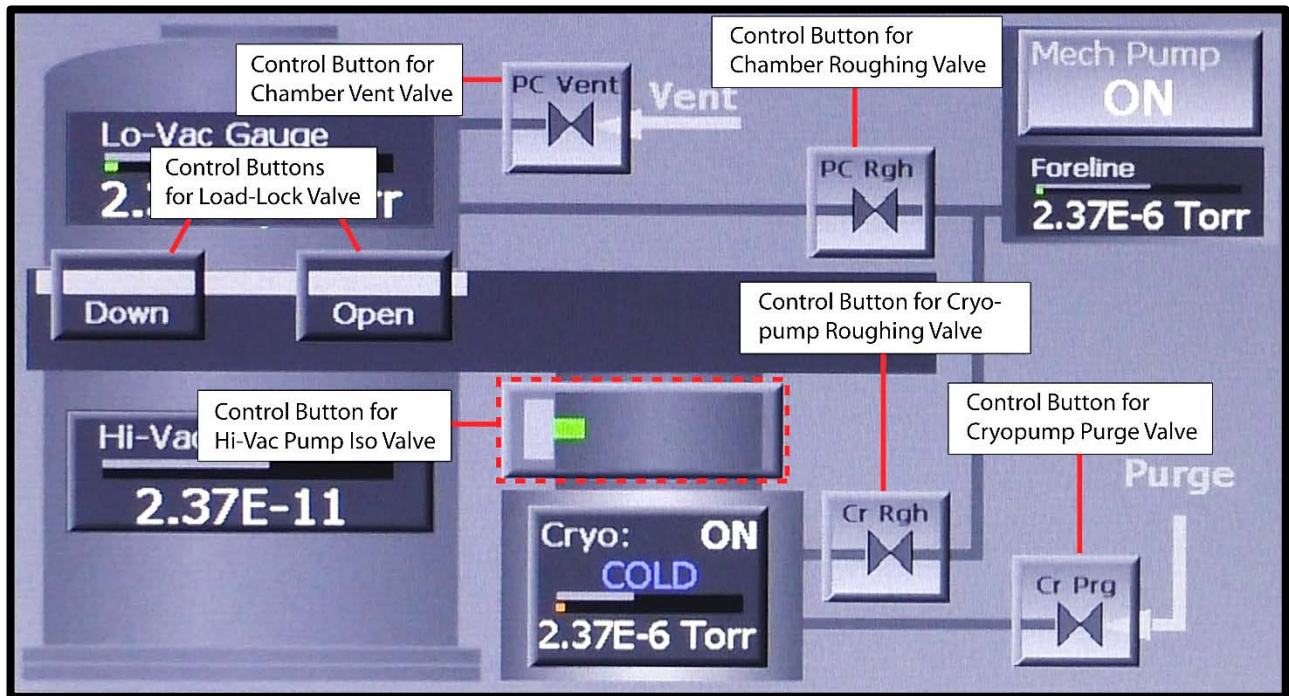 Control Button for
Chamber Vent Valve
PC Vent
Vent
Control Button for
Chamber Roughing Valve
Mech Pump
ON
Lo-Vac Gauge
Control Buttons
for Load-Lock Valve
PC Rgh
Foreline
2.37E-6 Torr
Down
Open
Control Button for Cryo-
pump Roughing Valve
Control Button for
Hi-Vac Pump Iso Valve
Control Button for
Cryopump Purge Valve
Purge
2.37E-11
Cryo: ON
COLD
2.37E-6 Torr
Cr Rgh
Cr Prg